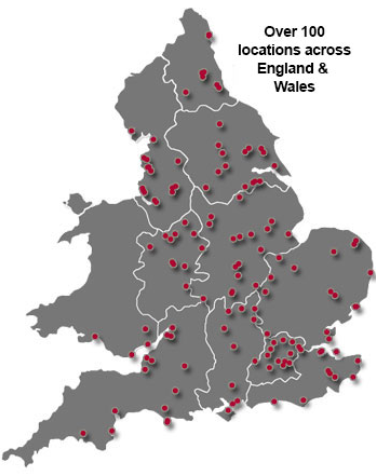 Over 100
locations across
England &
Wales